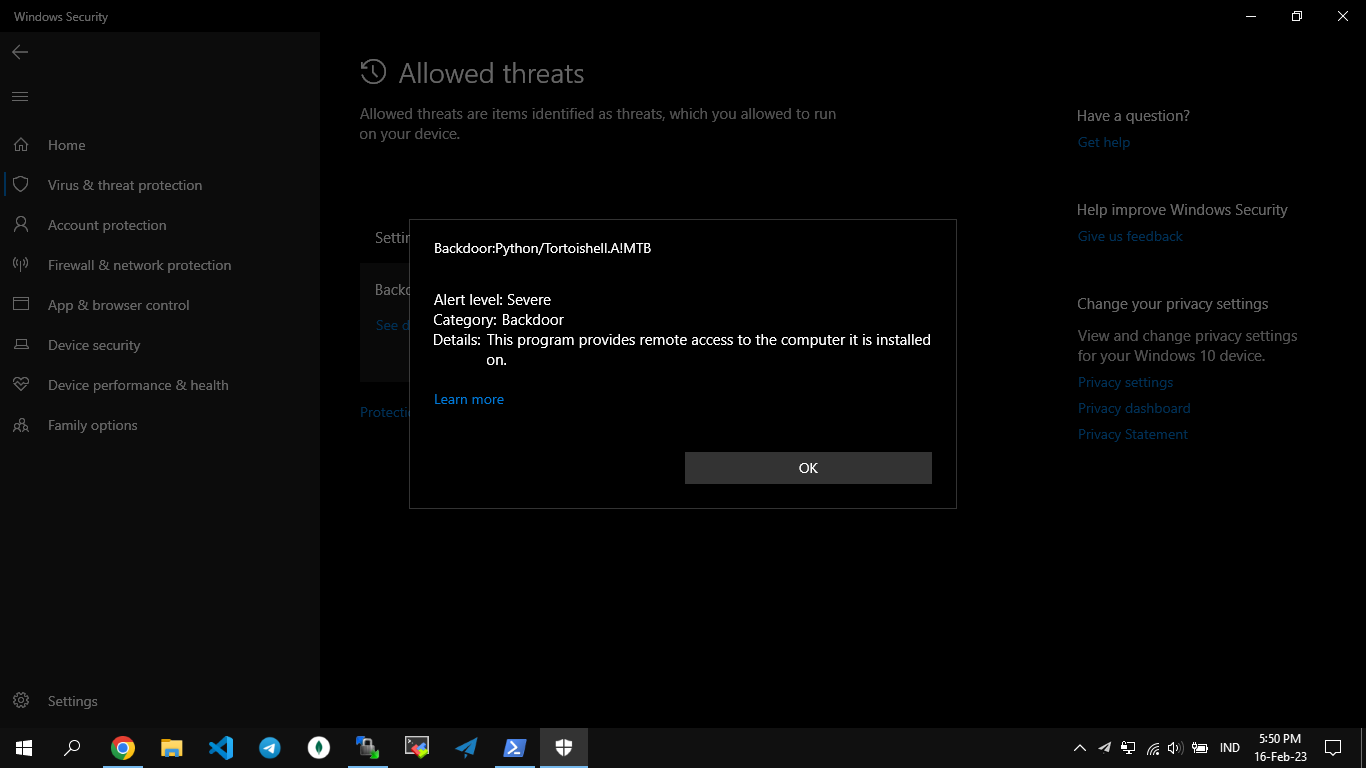 Windows Security
Allowed threats
Allowed threats are items identified as threats, which you allowed to run
on your device.
Home
Virus & threat protection
Account protection
Firewall & network protection
App & browser control
Device security
Device performance & health
Family options
Settings
Backdoor:Python/Tortoishell.A!MTB
Alert level: Severe
Category: Backdoor
Details: This program provides remote access to the computer it is installed
on.
Learn more
OK
Have a question?
Get help
Help improve Windows Security
Give us feedback
Change your privacy settings
View and change privacy settings
for your Windows 10 device.
Privacy settings
Privacy dashboard
Privacy Statement
IND
5:50 PM
16-Feb-23